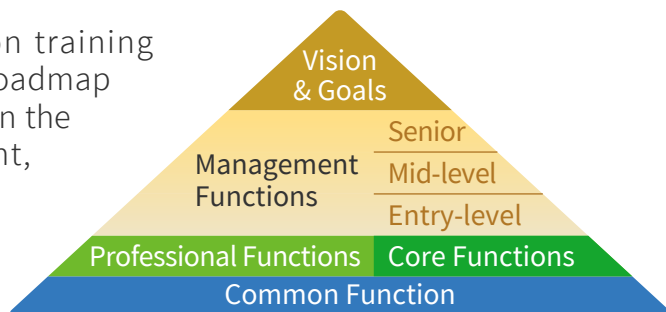 on training
oadmap
n the
nt,
Vision
& Goals
Management
Functions
Senior
Mid-level
Entry-level
Professional Functions
Core Functions
Common Function